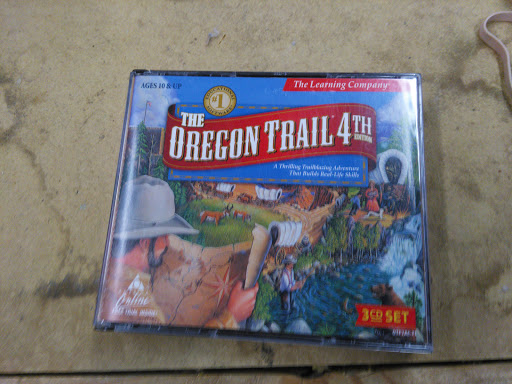 AGES 10 & UP
The Learning Company
#1
THE
OREGON TRAIL 4TH
EDITION
A Thrilling Trailblazing Adventure
That Builds Real-Life Skills
Online
3 CD SET